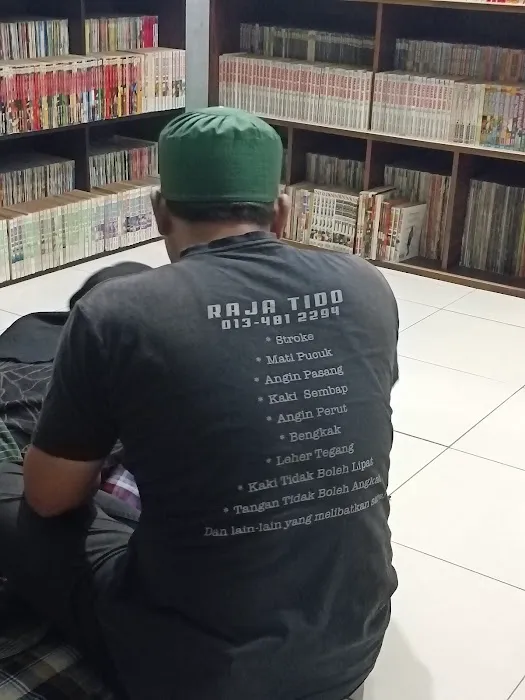 RAJA TIDO
013-481 2294
* Stroke
* Mati Pucuk
* Angin Pasang
* Kaki Sembap
* Angin Perut
* Bengkak
* Leher Tegang
* Kaki Tidak Boleh Lipat
* Tangan Tidak Boleh Angkat
Dan lain-lain yang melibatkan